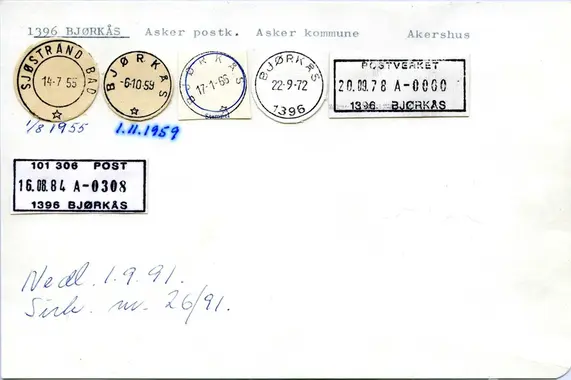 1396 BJØRKÅS Asker postk. Asker kommune Akershus
SJØSTRAND BAD
14-7 55
BJØRKÅS
-6-10 59
BJØRKÅS
17-1-66
Stempel
BJØRKÅS
22-9-72
1396
POSTVERKET
20.09.78 A-0000
1396 BJØRKÅS
1/8 1955
1.11.1959
101 306 POST
16.08.84 A-0308
1396 BJØRKÅS
Nedl. 1.9.91.
Sirk. nr. 26/91.